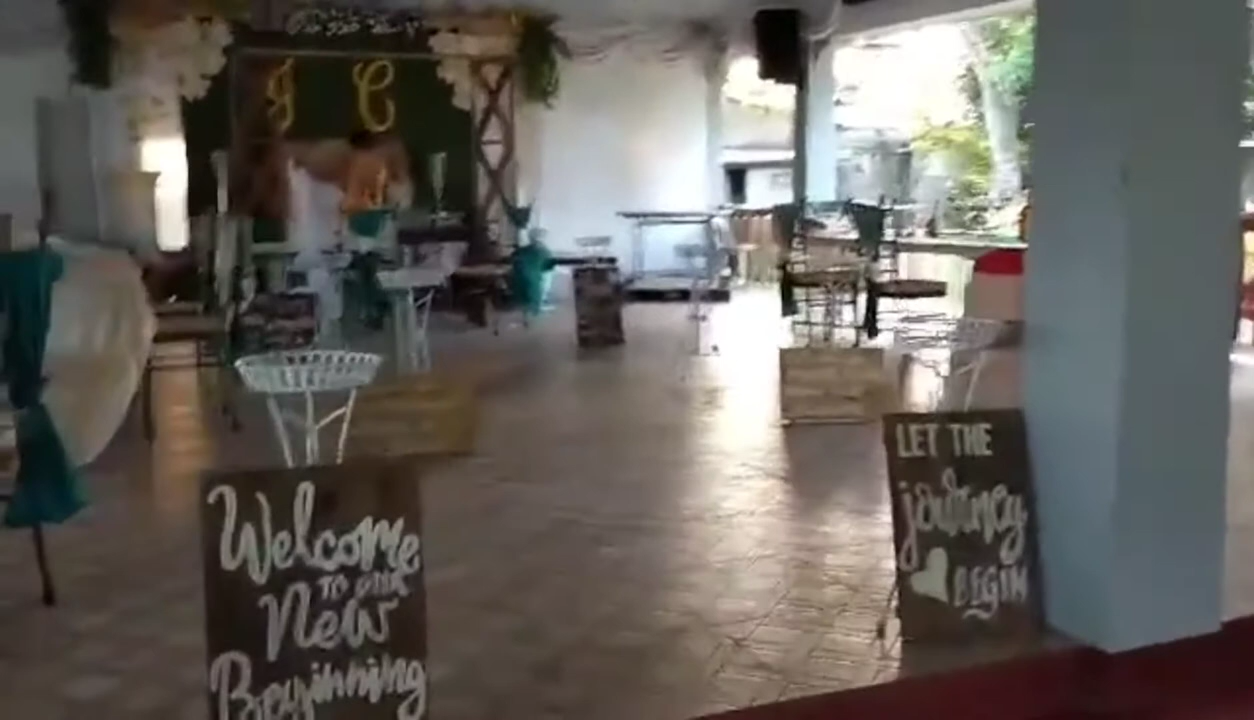 J C
Welcome
TO OUR
New
Beginning
LET THE
journey
BEGIN